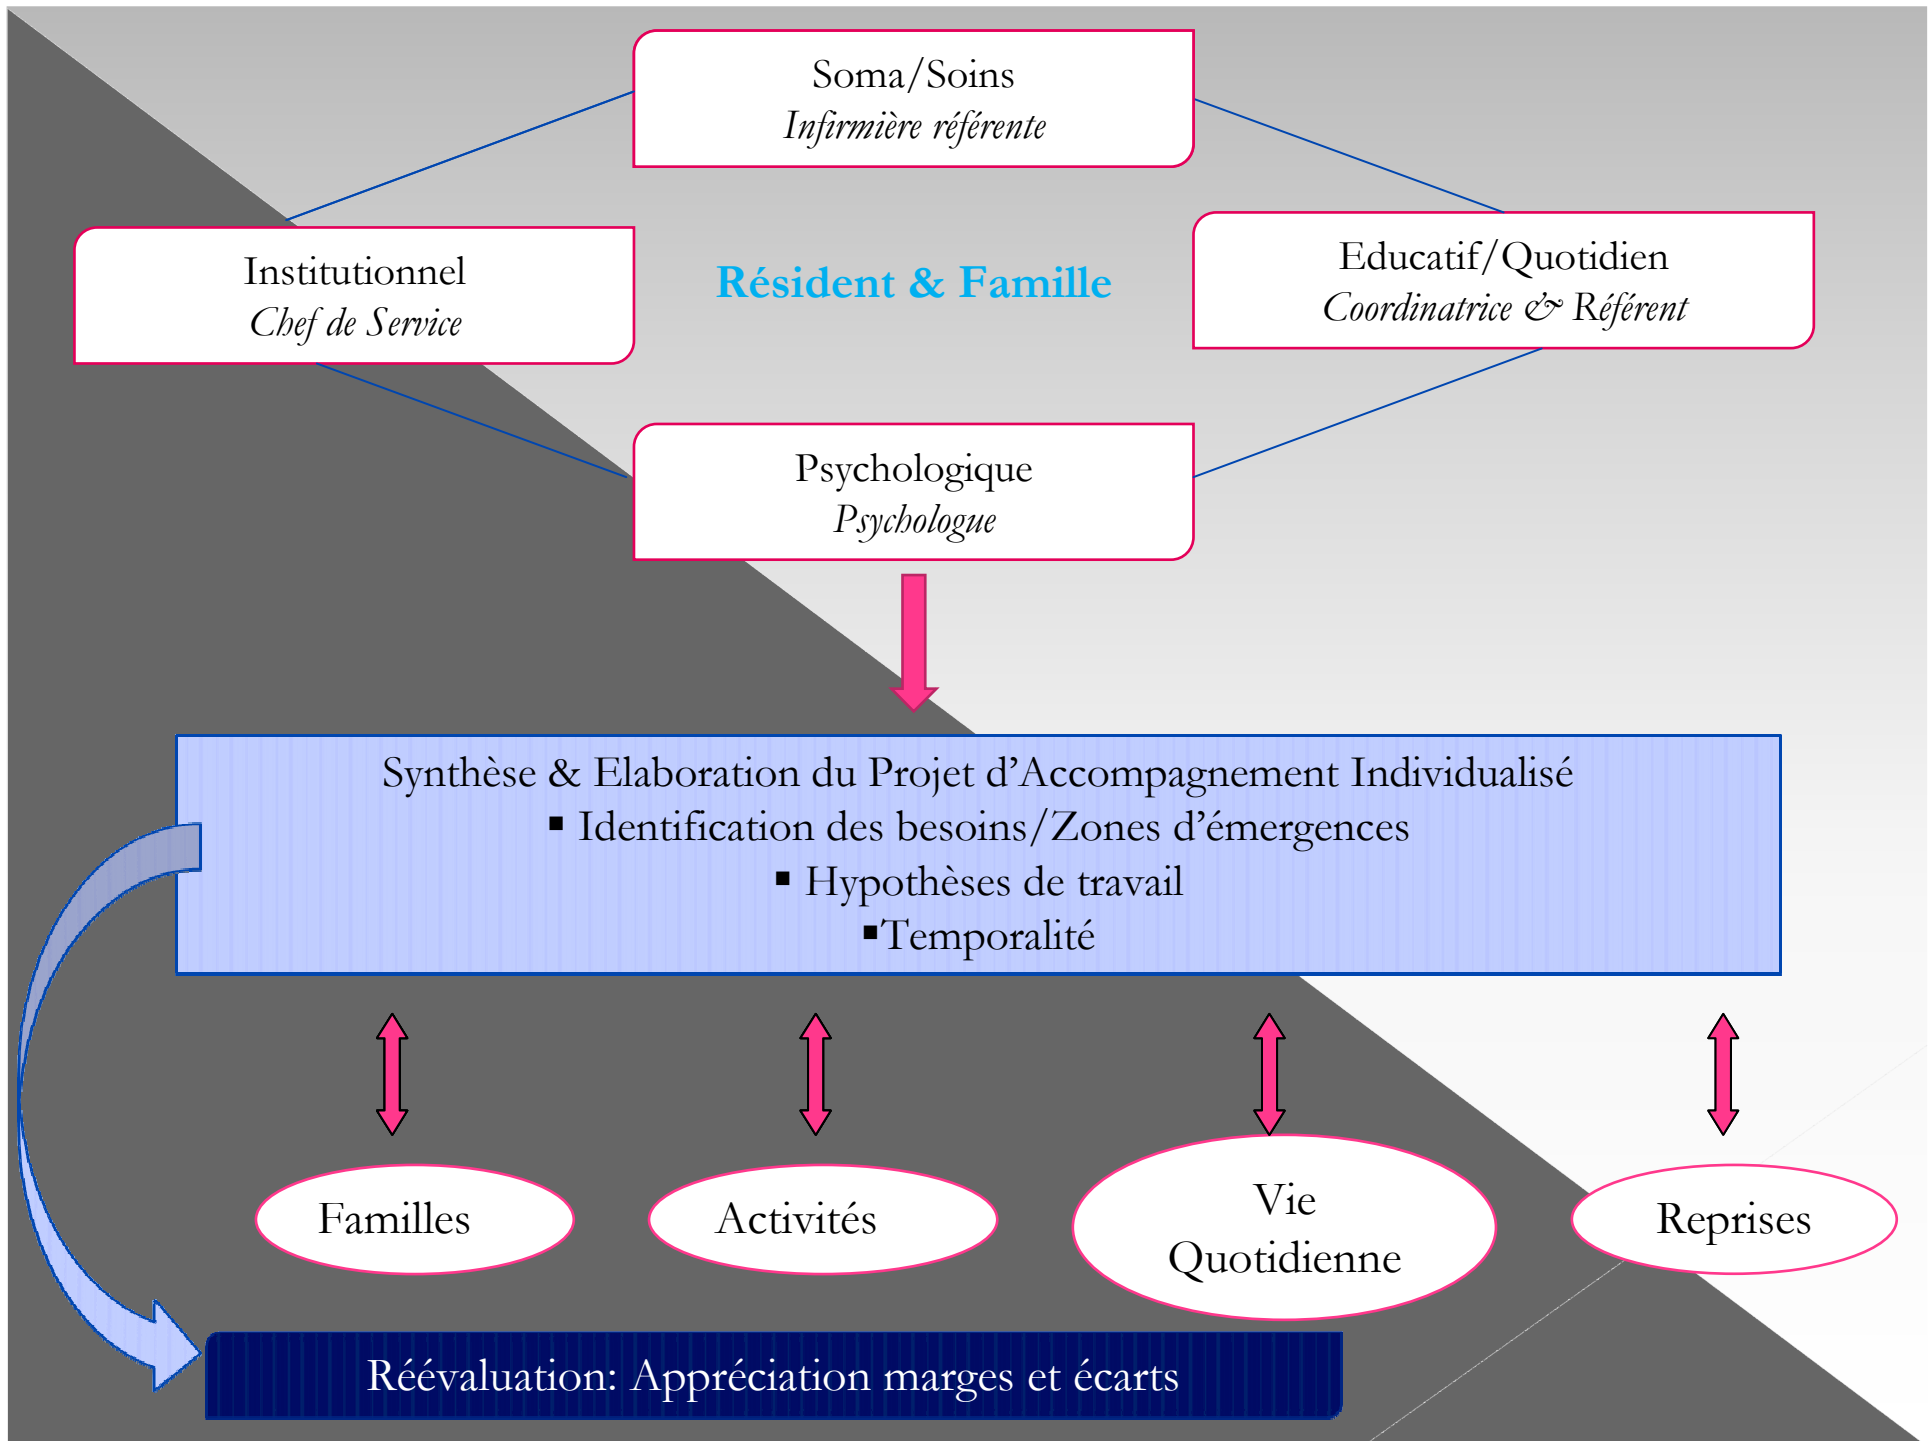 Soma/Soins
Infirmière référente
Institutionnel
Chef de Service
Résident & Famille
Educatif/Quotidien
Coordinatrice & Référent
Psychologique
Psychologue
Synthèse & Elaboration du Projet d’Accompagnement Individualisé
▪ Identification des besoins/Zones d’émergences
▪ Hypothèses de travail
▪Temporalité
Familles
Activités
Vie
Quotidienne
Reprises
Réévaluation: Appréciation marges et écarts